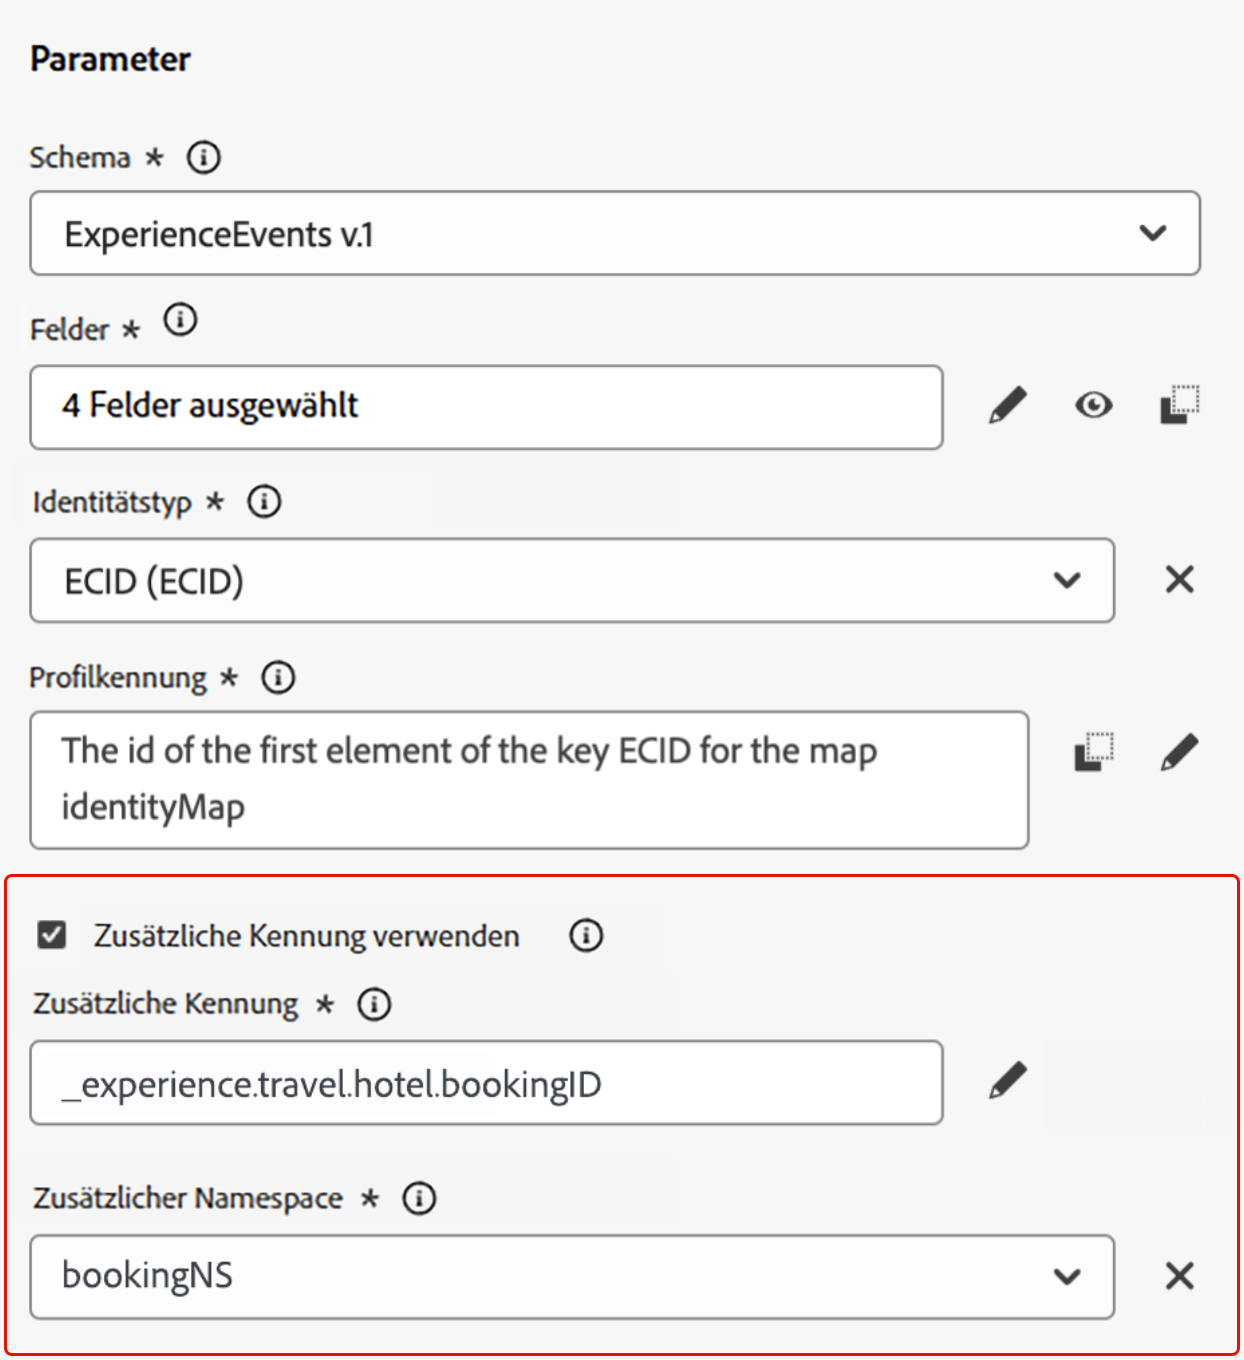 Parameter
Schema *
ExperienceEvents v.1
Felder *
4 Felder ausgewählt
Identitätstyp *
ECID (ECID)
Profilkennung *
The id of the first element of the key ECID for the map
identityMap
Zusätzliche Kennung verwenden
Zusätzliche Kennung *
_experience.travel.hotel.bookingID
Zusätzlicher Namespace *
bookingNS